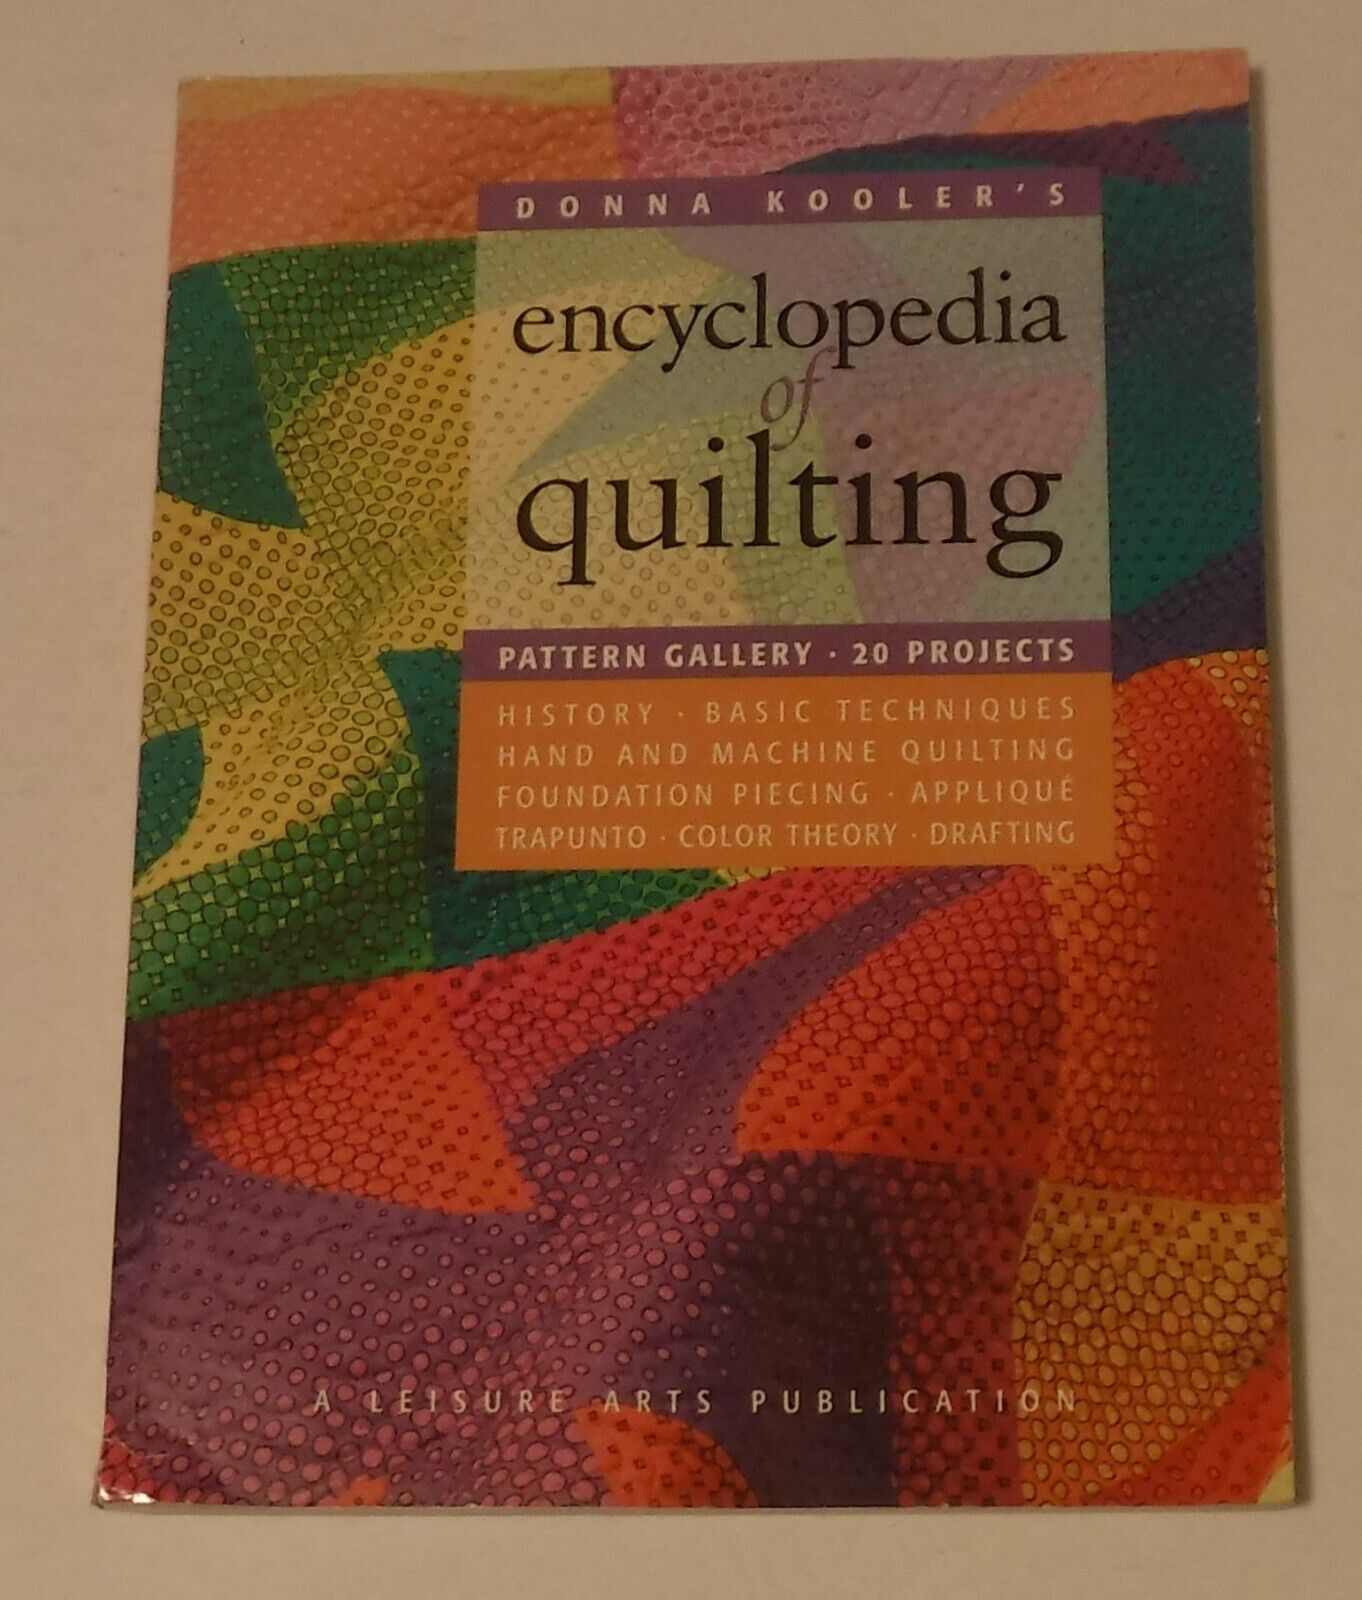 DONNA KOOLER'S
encyclopedia
of
quilting
PATTERN GALLERY · 20 PROJECTS
HISTORY · BASIC TECHNIQUES
HAND AND MACHINE QUILTING
FOUNDATION PIECING · APPLIQUÉ
TRAPUNTO · COLOR THEORY · DRAFTING
A LEISURE ARTS PUBLICATION